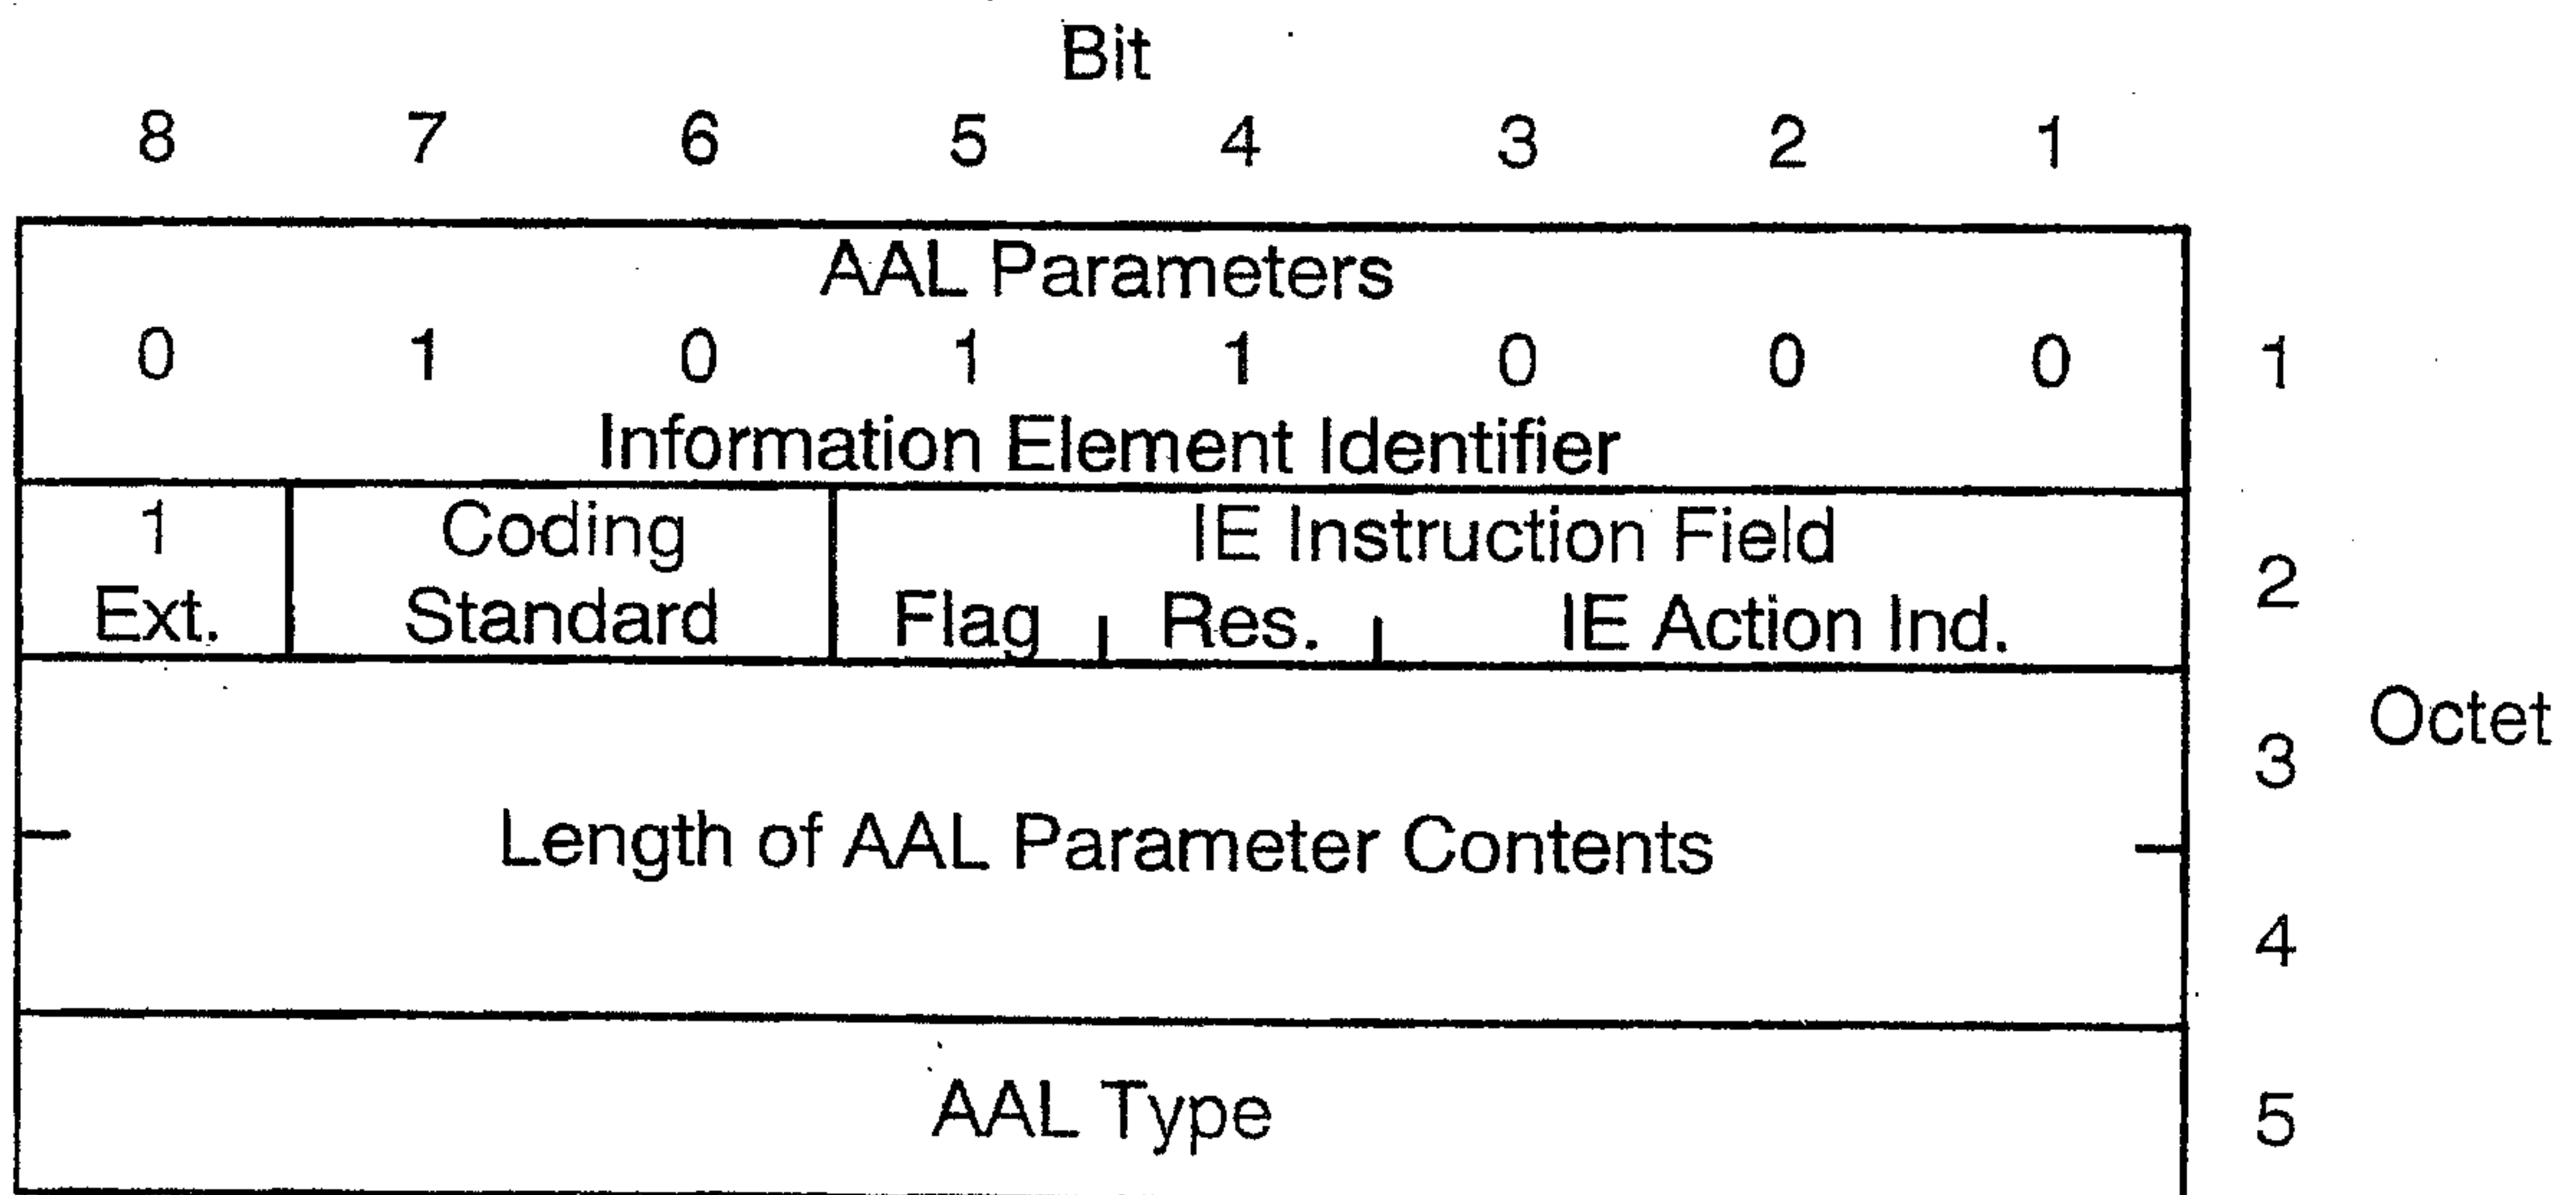 Bit
8 7 6 5 4 3 2 1
AAL Parameters
0 1 0 1 1 0 0 0 1
Information Element Identifier
1 Coding IE Instruction Field
Ext. Standard Flag Res. IE Action Ind.
2
Octet
3
Length of AAL Parameter Contents
4
AAL Type 5